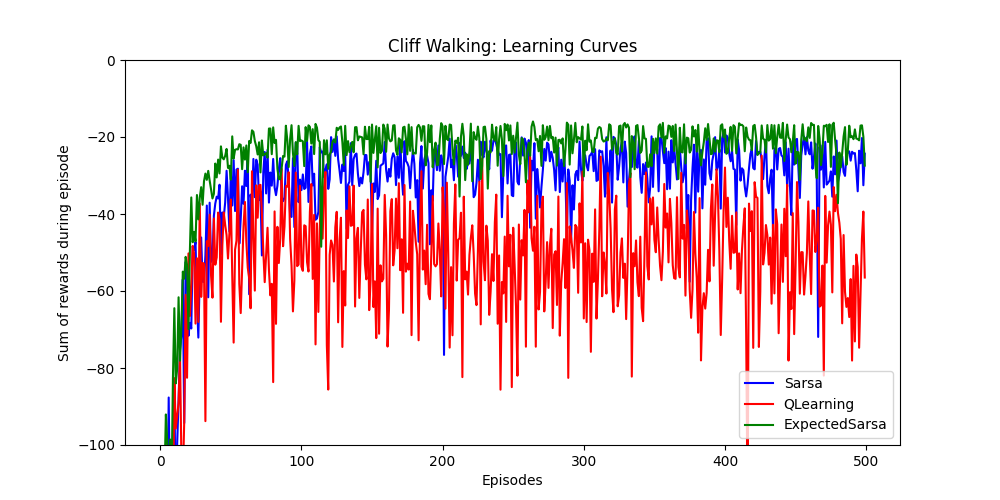 Cliff Walking: Learning Curves
Sum of rewards during episode
0
−20
−40
−60
−80
−100
0 100 200 300 400 500
Episodes
Sarsa
QLearning
ExpectedSarsa